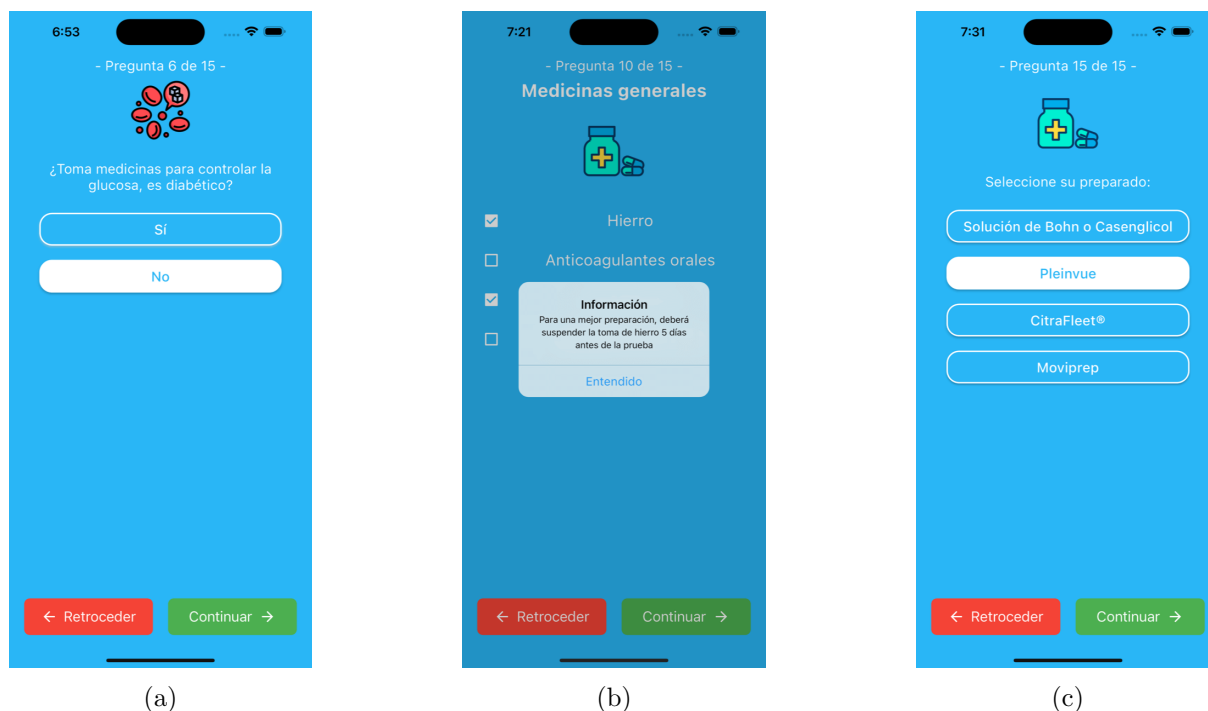 6:53
- Pregunta 6 de 15 -
¿Toma medicinas para controlar la
glucosa, es diabético?
Sí
No
← Retroceder
Continuar →
(a)
7:21
- Pregunta 10 de 15 -
Medicinas generales
Hierro
Anticoagulantes orales
Información
Para una mejor preparación, deberá
suspender la toma de hierro 5 días
antes de la prueba
Entendido
← Retroceder
Continuar →
(b)
7:31
- Pregunta 15 de 15 -
Seleccione su preparado:
Solución de Bohn o Casenglicol
Pleinvue
CitraFleet®
Moviprep
← Retroceder
Continuar →
(c)